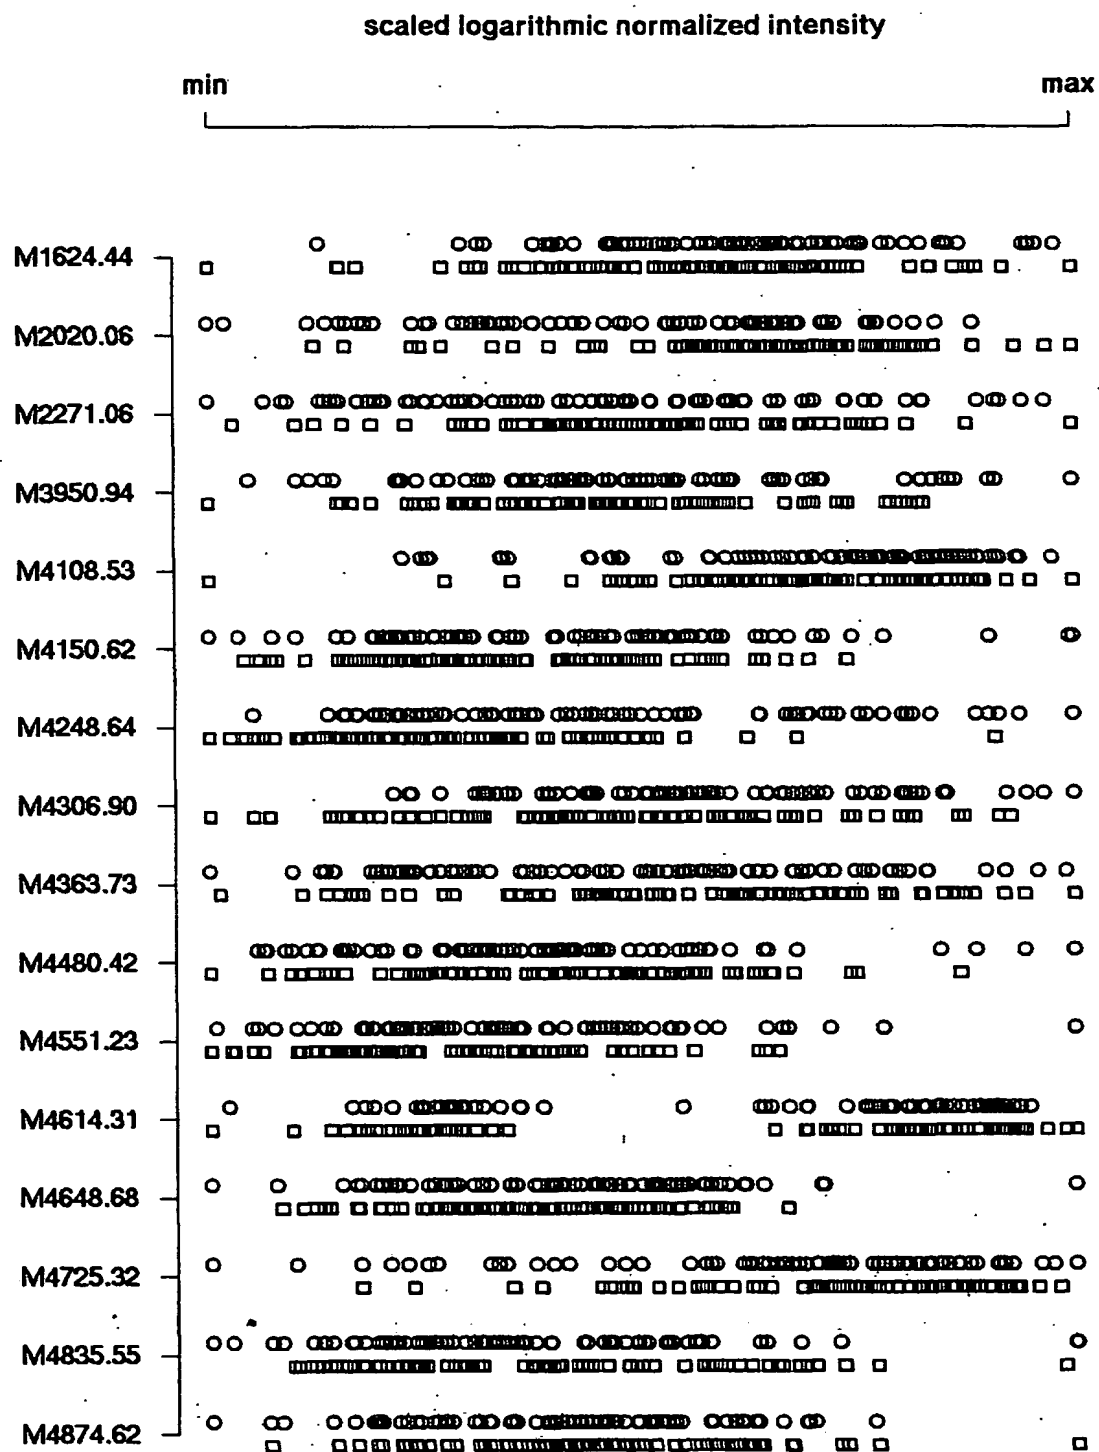 scaled logarithmic normalized intensity
min max
M1624.44
M2020.06
M2271.06
M3950.94
M4108.53
M4150.62
M4248.64
M4306.90
M4363.73
M4480.42
M4551.23
M4614.31
M4648.68
M4725.32
M4835.55
M4874.62